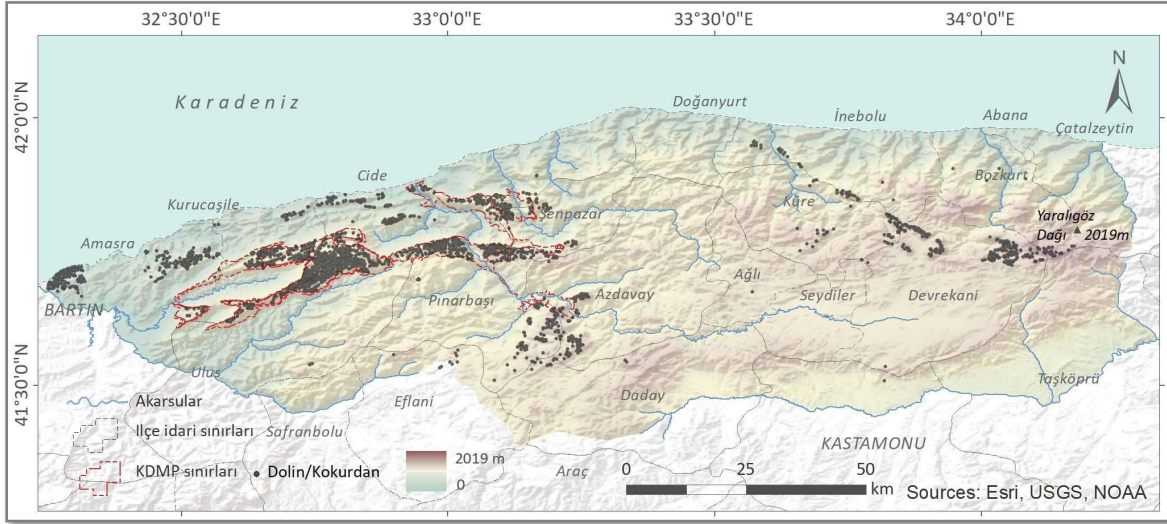 32°30'0"E
33°0'0"E
33°30'0"E
34°0'0"E
N
Karadeniz
Doğanyurt
İnebolu
Abana
Çatalzeytin
42°0'0"N
Cide
Bozkurt
Kurucaşile
Küre
Şenpazar
Yaralıgöz
Dağı 2019m
Amasra
Ağlı
Azdavay
Seydiler
Devrekani
Pınarbaşı
BARTIN
41°30'0"N
Ulus
Taşköprü
Daday
Eflani
Akarsular
İlçe idari sınırları
Safranbolu
KASTAMONU
KDMP sınırları
Dolin/Kokurdan
2019 m
0
Araç
0
25
50
km
Sources: Esri, USGS, NOAA